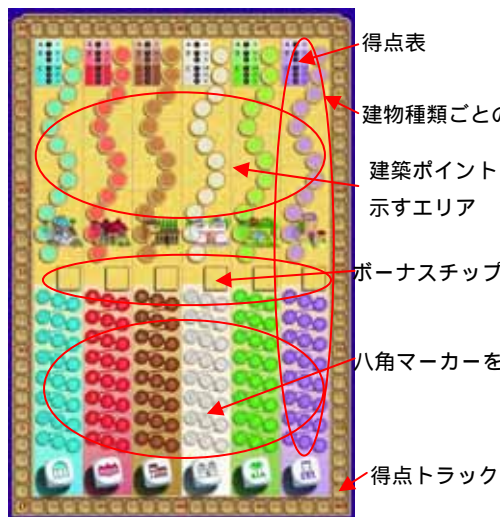 得点表
建物種類ごとの
建築ポイント
示すエリア
ボーナスチップ
八角マーカーを
得点トラック